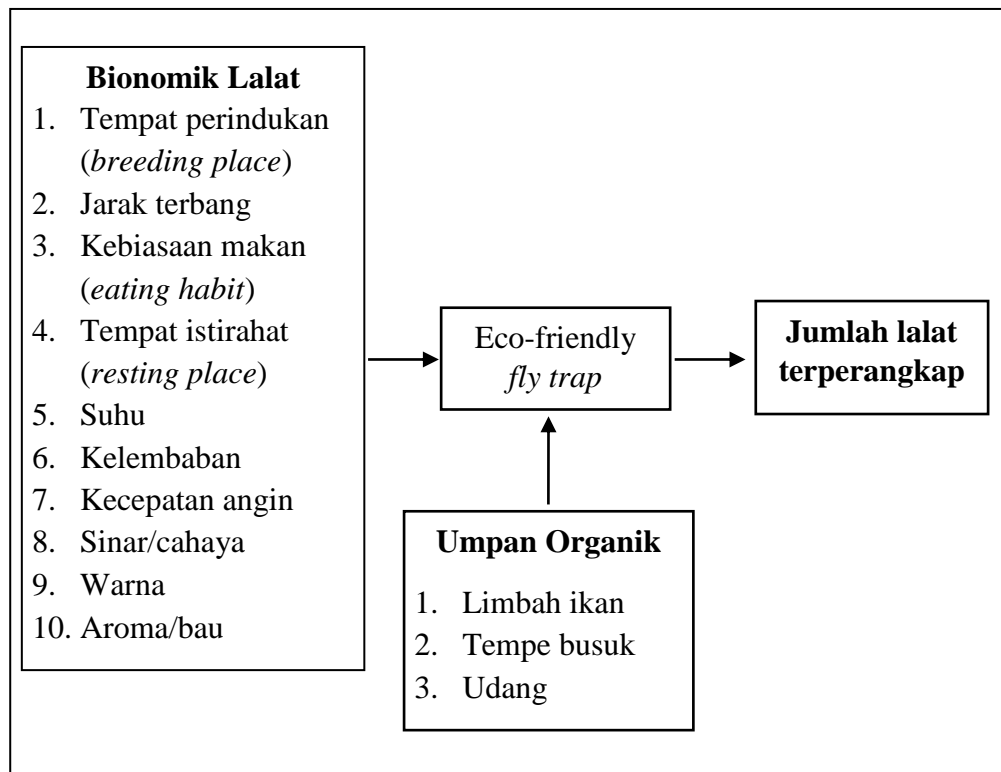 Bionomik Lalat
1. Tempat perindukan
(breeding place)
2. Jarak terbang
3. Kebiasaan makan
(eating habit)
4. Tempat istirahat
(resting place)
5. Suhu
6. Kelembaban
7. Kecepatan angin
8. Sinar/cahaya
9. Warna
10. Aroma/bau
Eco-friendly
fly trap
Jumlah lalat
terperangkap
Umpan Organik
1. Limbah ikan
2. Tempe busuk
3. Udang